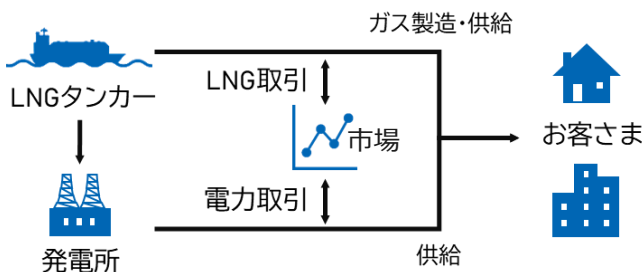 ガス製造・供給
LNGタンカー
LNG取引
市場
お客さま
電力取引
発電所
供給